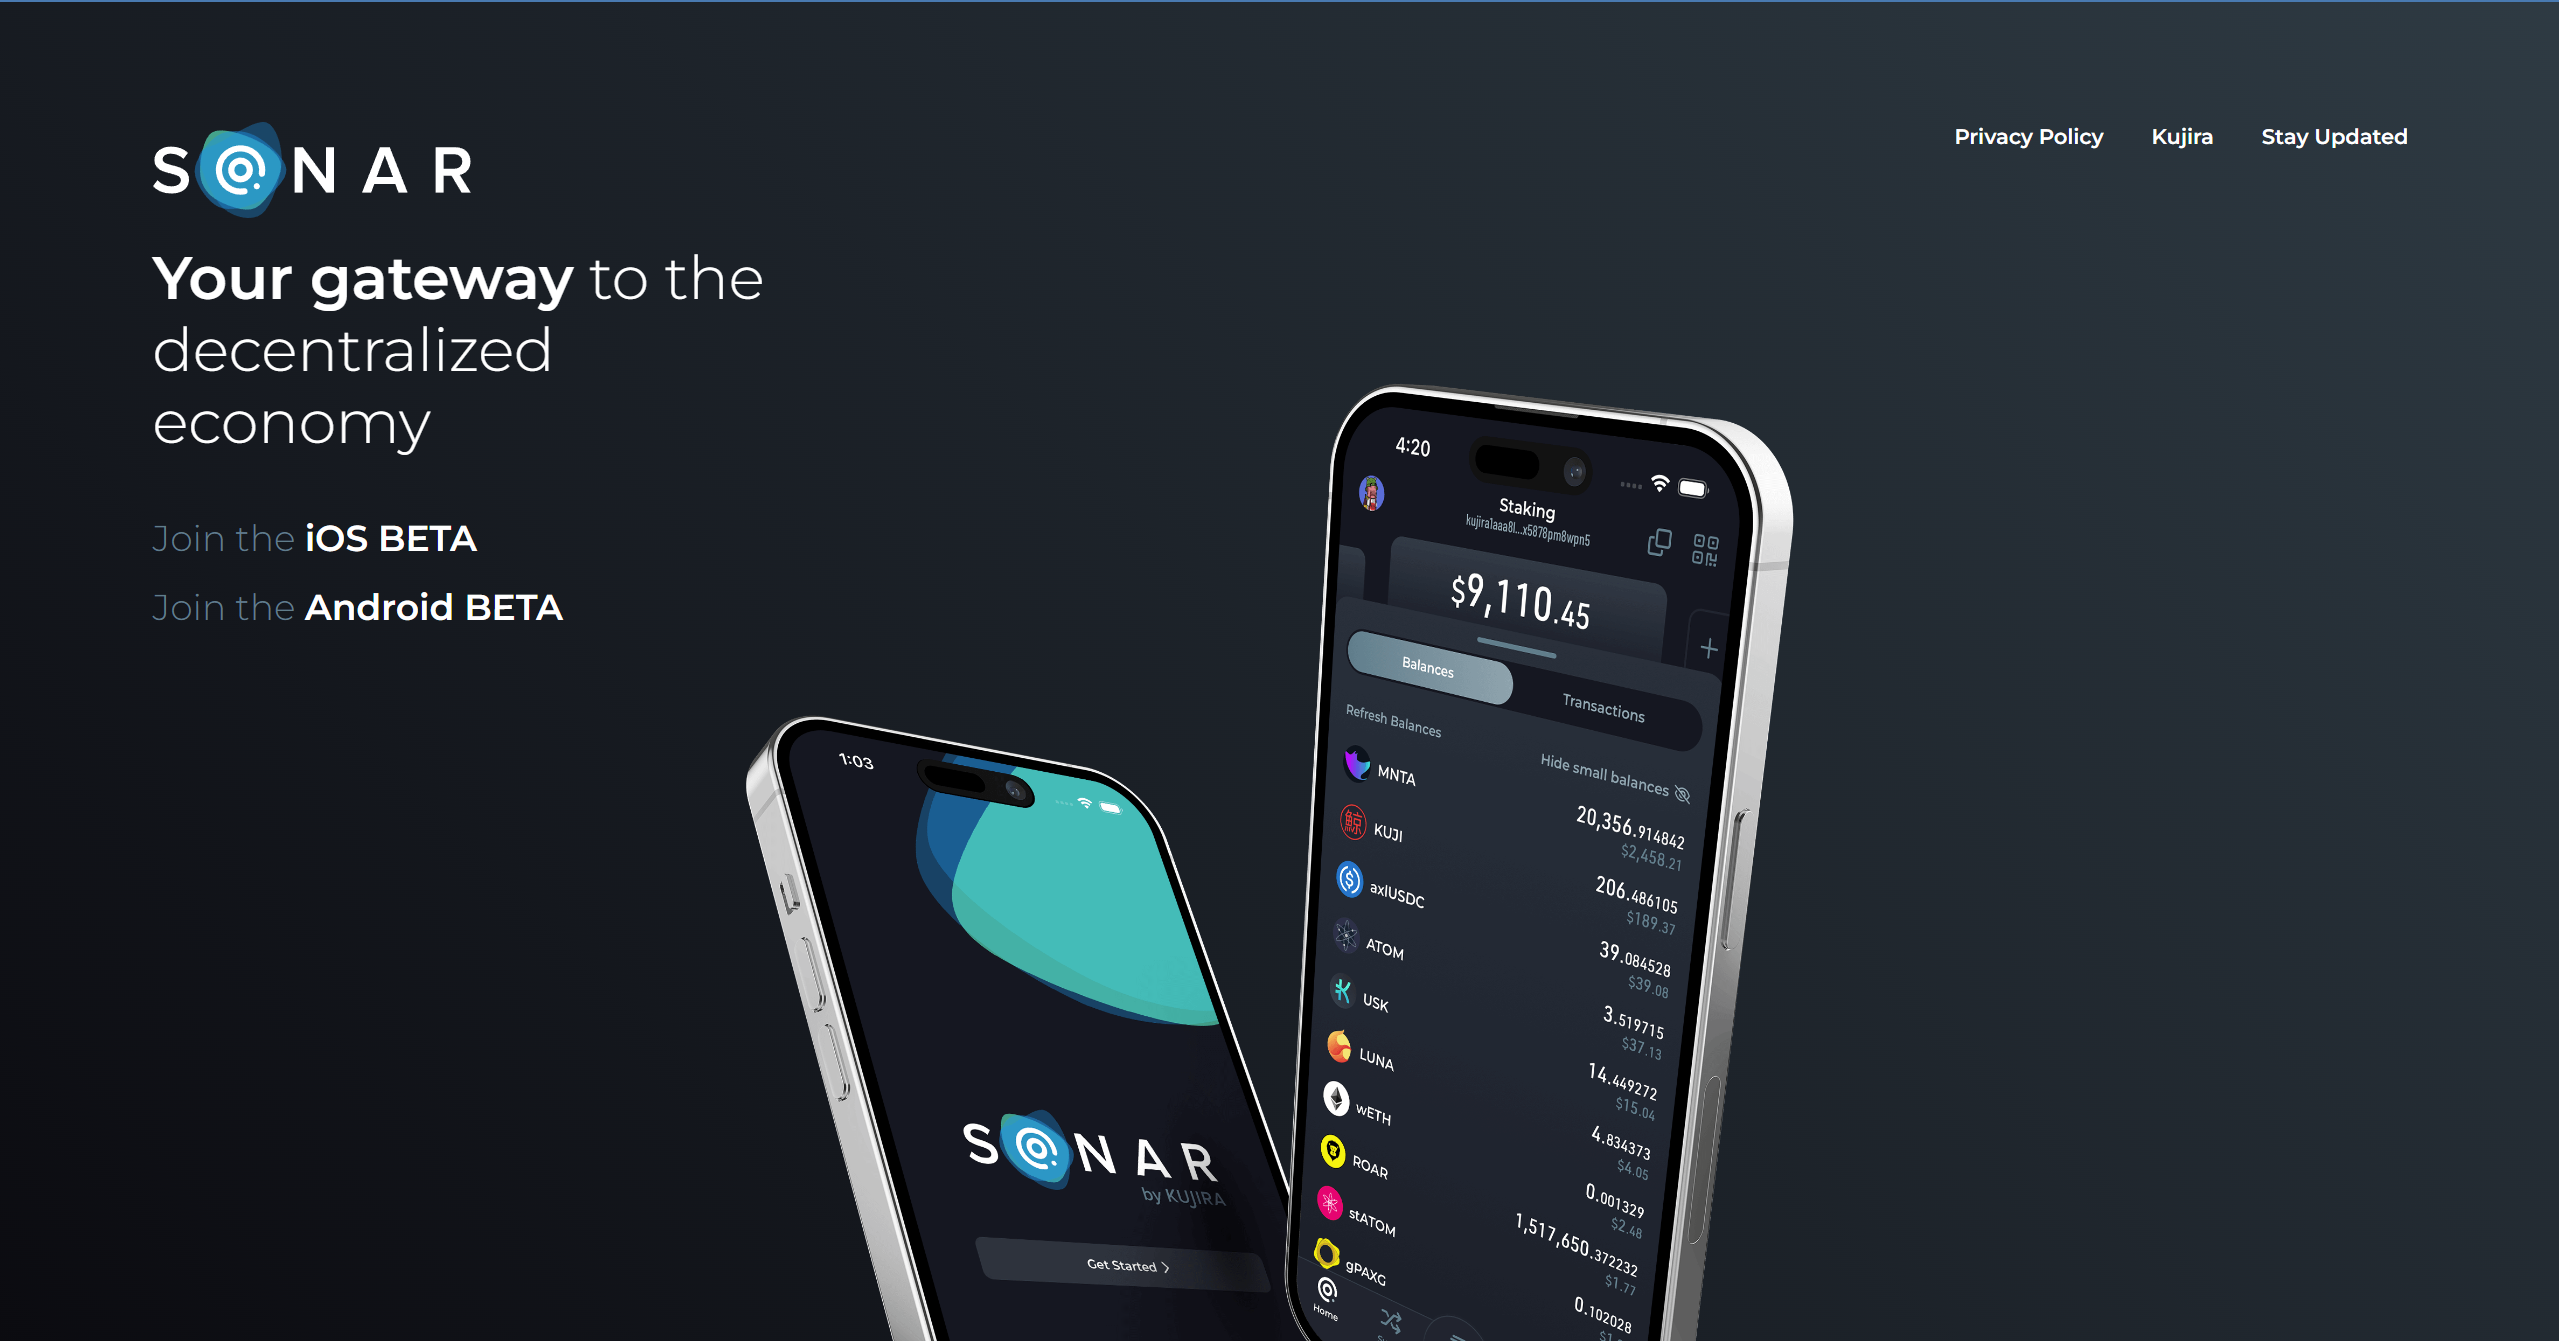 SONAR
Privacy Policy
Kujira
Stay Updated
Your gateway to the
decentralized
economy
Join the iOS BETA
Join the Android BETA
1:03
SONAR
by KUJIRA
Get Started
4:20
Staking
kujira1aaa8l...x5878pm8wpn5
$9,110.45
Balances
Transactions
Refresh Balances
Hide small balances
MNTA
20,356.914842
$2,458.21
KUJI
206.486105
$189.37
axlUSDC
39.084528
$39.08
ATOM
3.519715
$37.13
USK
14.449272
$15.04
LUNA
4.834373
$4.05
wETH
0.001329
$2.48
ROAR
1,517,650.372232
$1.77
stATOM
0.102028
gPAXG
Home